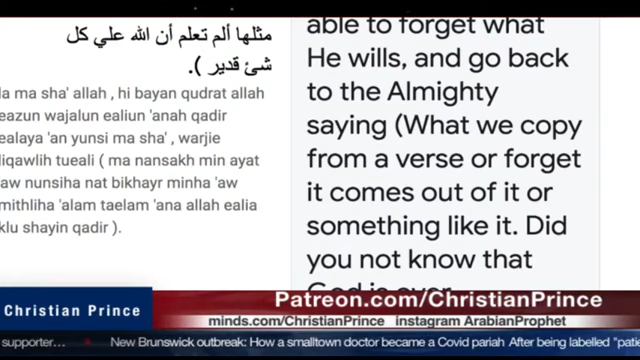 مثلها ألم تعلم أن الله علي كل
شئ قدير ).
la ma sha' allah , hi bayan qudrat allah
eazun wajalun ealiun 'anah qadir
ealaya 'an yunsi ma sha' , warjie
liqawlih tueali ( ma nansakh min ayat
'aw nunsiha nat bikhayr minha 'aw
mithliha 'alam taelam 'ana allah ealia
klu shayin qadir ).
able to forget what
He wills, and go back
to the Almighty
saying (What we copy
from a verse or forget
it comes out of it or
something like it. Did
you not know that
God is over
Christian Prince
Patreon.com/ChristianPrince
minds.com/ChristianPrince instagram ArabianProphet
supporter... New Brunswick outbreak: How a smalltown doctor became a Covid pariah After being labelled "pati